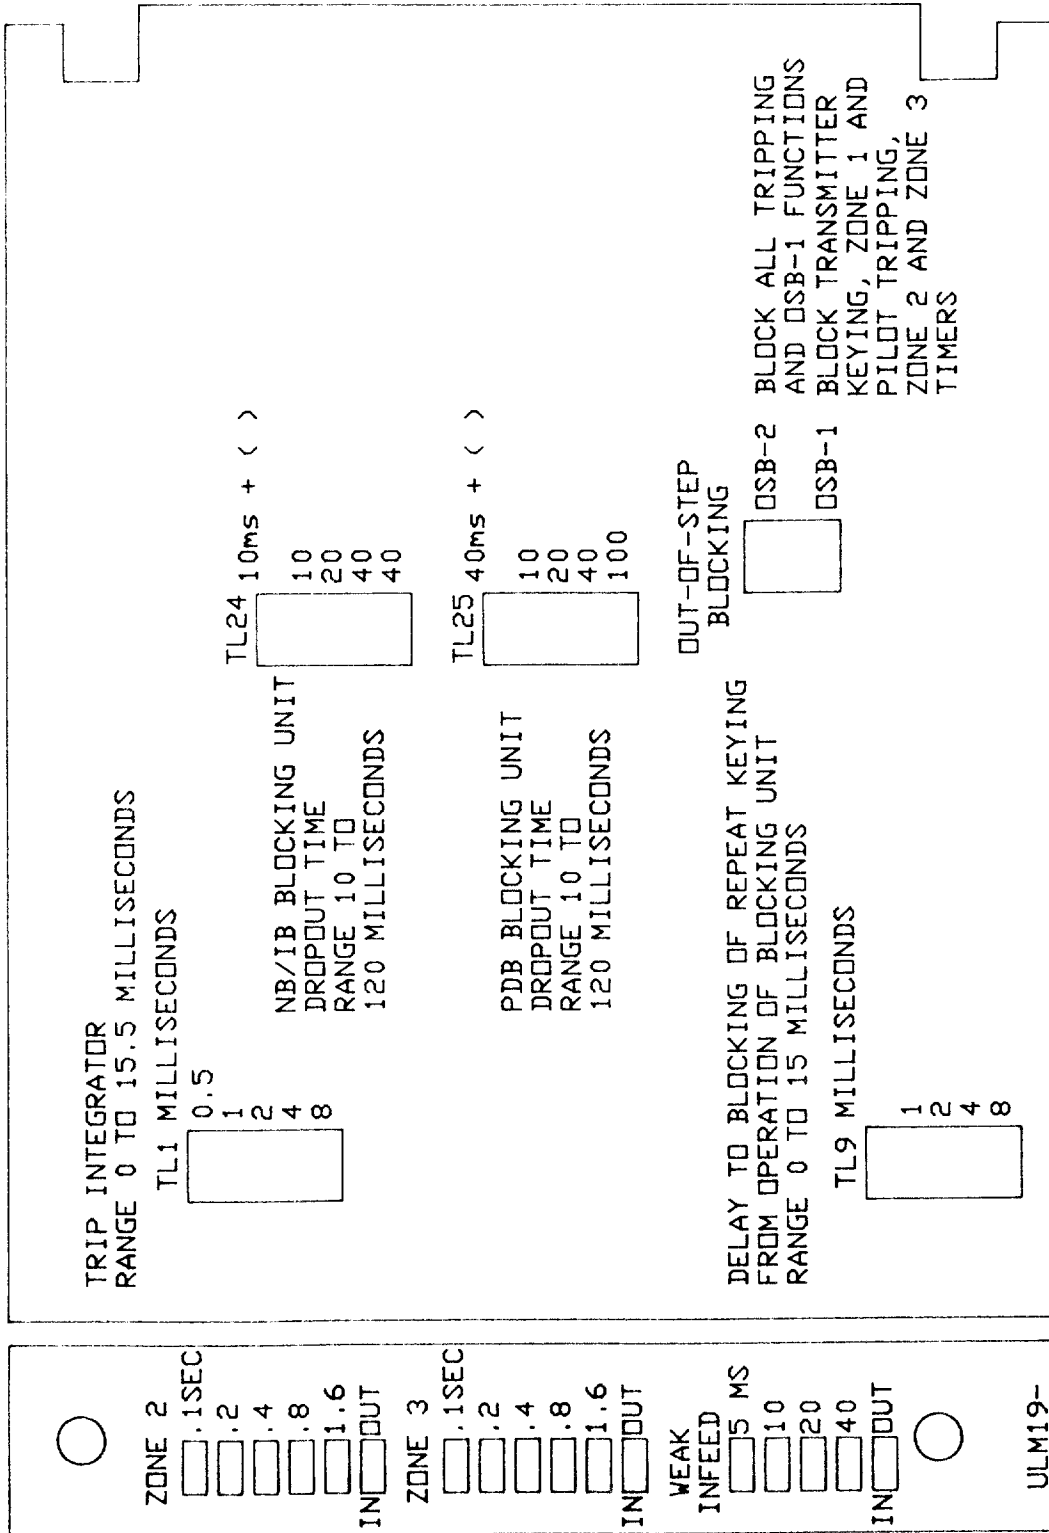 TRIP INTEGRATOR
RANGE 0 TO 15.5 MILLISECONDS
TL1 MILLISECONDS
0.5
1
2
4
8
TL24 10ms + ( )
10
20
40
40
NB/IB BLOCKING UNIT
DROPOUT TIME
RANGE 10 TO
120 MILLISECONDS
TL25 40ms + ( )
10
20
40
100
PDB BLOCKING UNIT
DROPOUT TIME
RANGE 10 TO
120 MILLISECONDS
OUT-OF-STEP
BLOCKING
OSB-2
OSB-1
BLOCK ALL TRIPPING
AND OSB-1 FUNCTIONS
BLOCK TRANSMITTER
KEYING, ZONE 1 AND
PILOT TRIPPING,
ZONE 2 AND ZONE 3
TIMERS
DELAY TO BLOCKING OF REPEAT KEYING
FROM OPERATION OF BLOCKING UNIT
RANGE 0 TO 15 MILLISECONDS
TL9 MILLISECONDS
1
2
4
8
ZONE 2
.1SEC
.2
.4
.8
1.6
IN OUT
ZONE 3
.1SEC
.2
.4
.8
1.6
IN OUT
WEAK
INFEED
5 MS
10
20
40
IN OUT
ULM19-